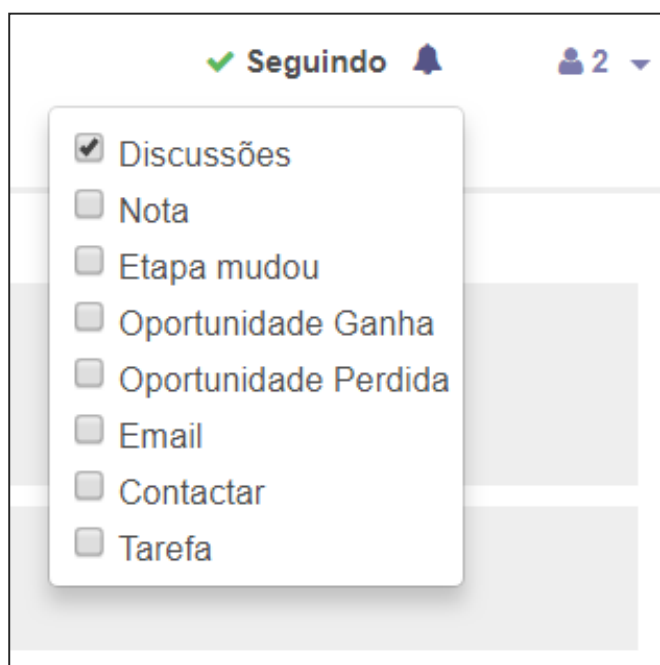 Seguindo 2
Discussões
Nota
Etapa mudou
Oportunidade Ganha
Oportunidade Perdida
Email
Contactar
Tarefa